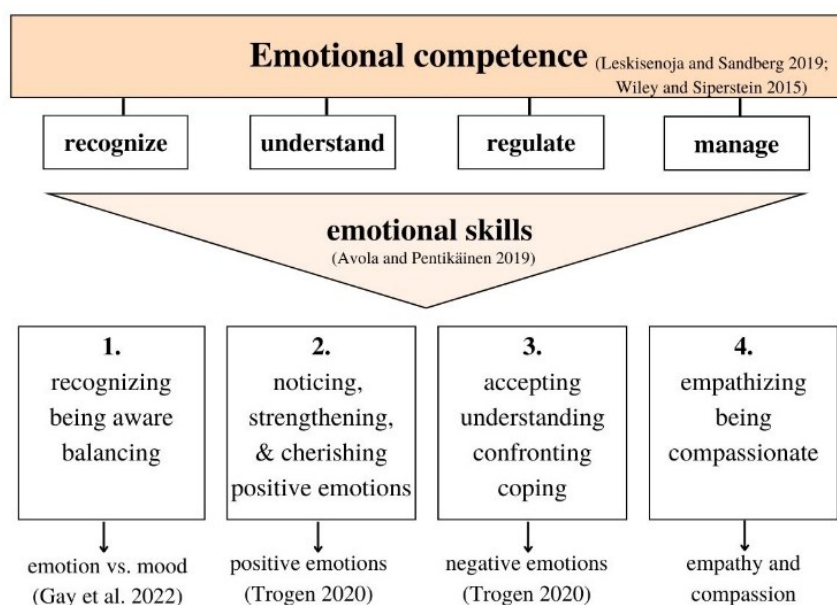 Emotional competence (Leskisenoja and Sandberg 2019;
Wiley and Siperstein 2015)
recognize
understand
regulate
manage
emotional skills
(Avola and Pentikäinen 2019)
1.
recognizing
being aware
balancing
2.
noticing,
strengthening,
& cherishing
positive emotions
3.
accepting
understanding
confronting
coping
4.
empathizing
being
compassionate
emotion vs. mood
(Gay et al. 2022)
positive emotions
(Trogen 2020)
negative emotions
(Trogen 2020)
empathy and
compassion